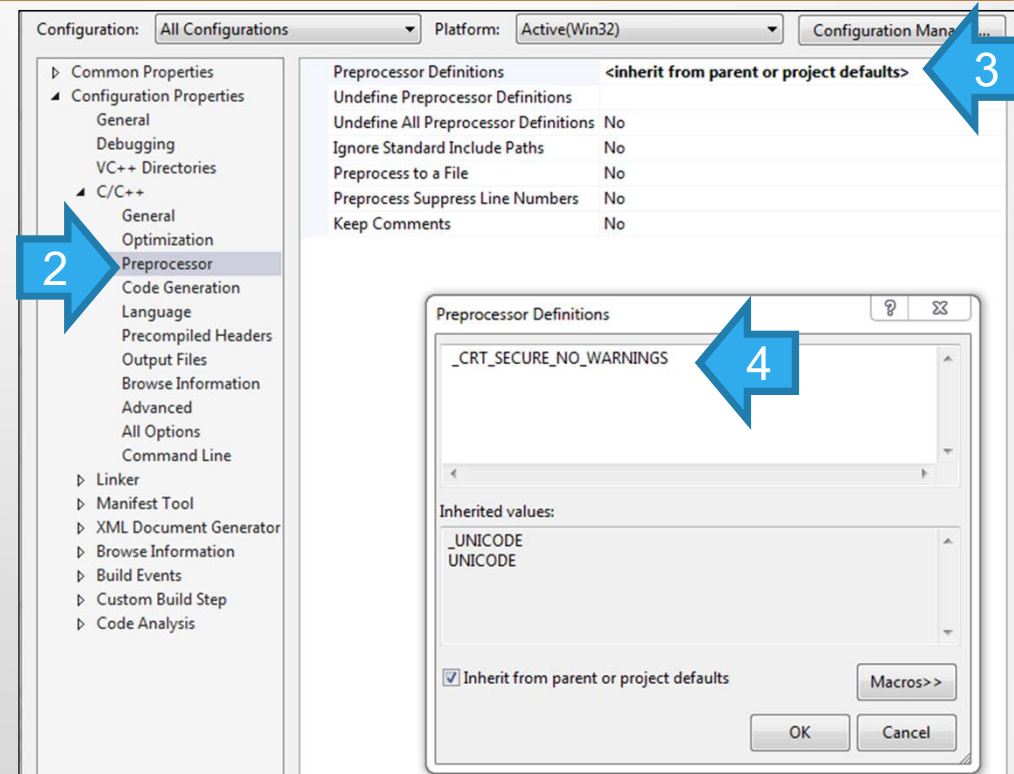 Configuration: All Configurations Platform: Active(Win32) Configuration Mana...
Common Properties
Configuration Properties
General
Debugging
VC++ Directories
C/C++
General
Optimization
Preprocessor
Code Generation
Language
Precompiled Headers
Output Files
Browse Information
Advanced
All Options
Command Line
Linker
Manifest Tool
XML Document Generator
Browse Information
Build Events
Custom Build Step
Code Analysis
2
Preprocessor Definitions <inherit from parent or project defaults>
3
Undefine Preprocessor Definitions
Undefine All Preprocessor Definitions No
Ignore Standard Include Paths No
Preprocess to a File No
Preprocess Suppress Line Numbers No
Keep Comments No
Preprocessor Definitions ?
_CRT_SECURE_NO_WARNINGS
4
Inherited values:
_UNICODE
UNICODE
Inherit from parent or project defaults
Macros>>
OK Cancel